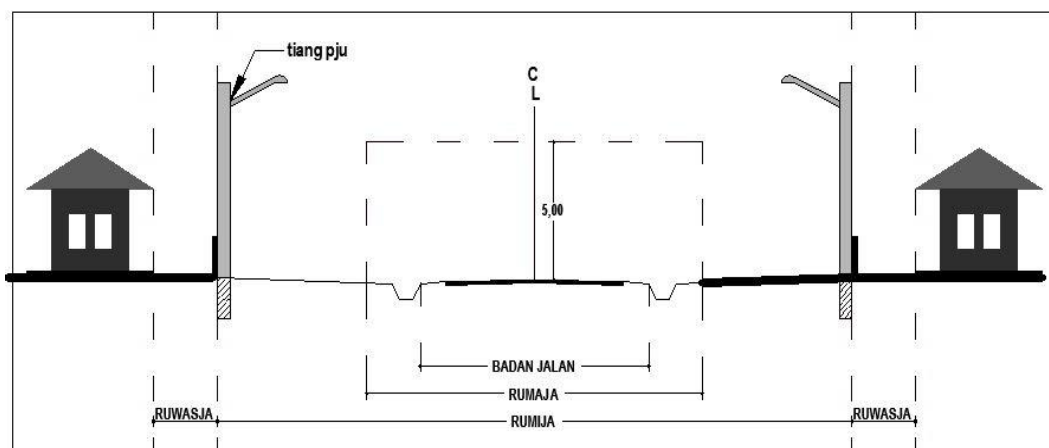 tiang pju
C
L
5,00
BADAN JALAN
RUMAJA
RUWASJA
RUMIJA
RUWASJA